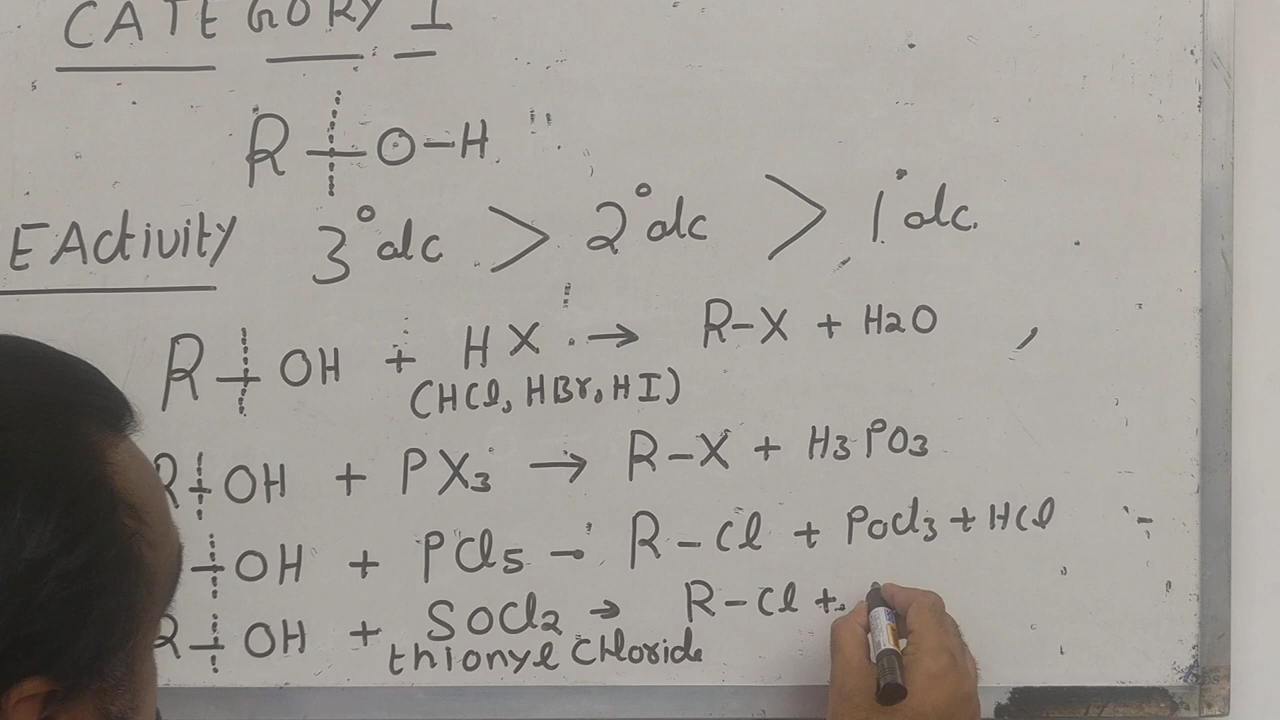 CATEGORY I
R - O - H
EActivity 3° alc > 2° alc > 1° alc.
R - OH + HX → R - X + H2O ,
(HCl, HBr, HI)
R - OH + PX3 → R - X + H3PO3
- OH + PCl5 → R - Cl + POCl3 + HCl
R - OH + SOCl2 → R - Cl +
thionyl Chloride